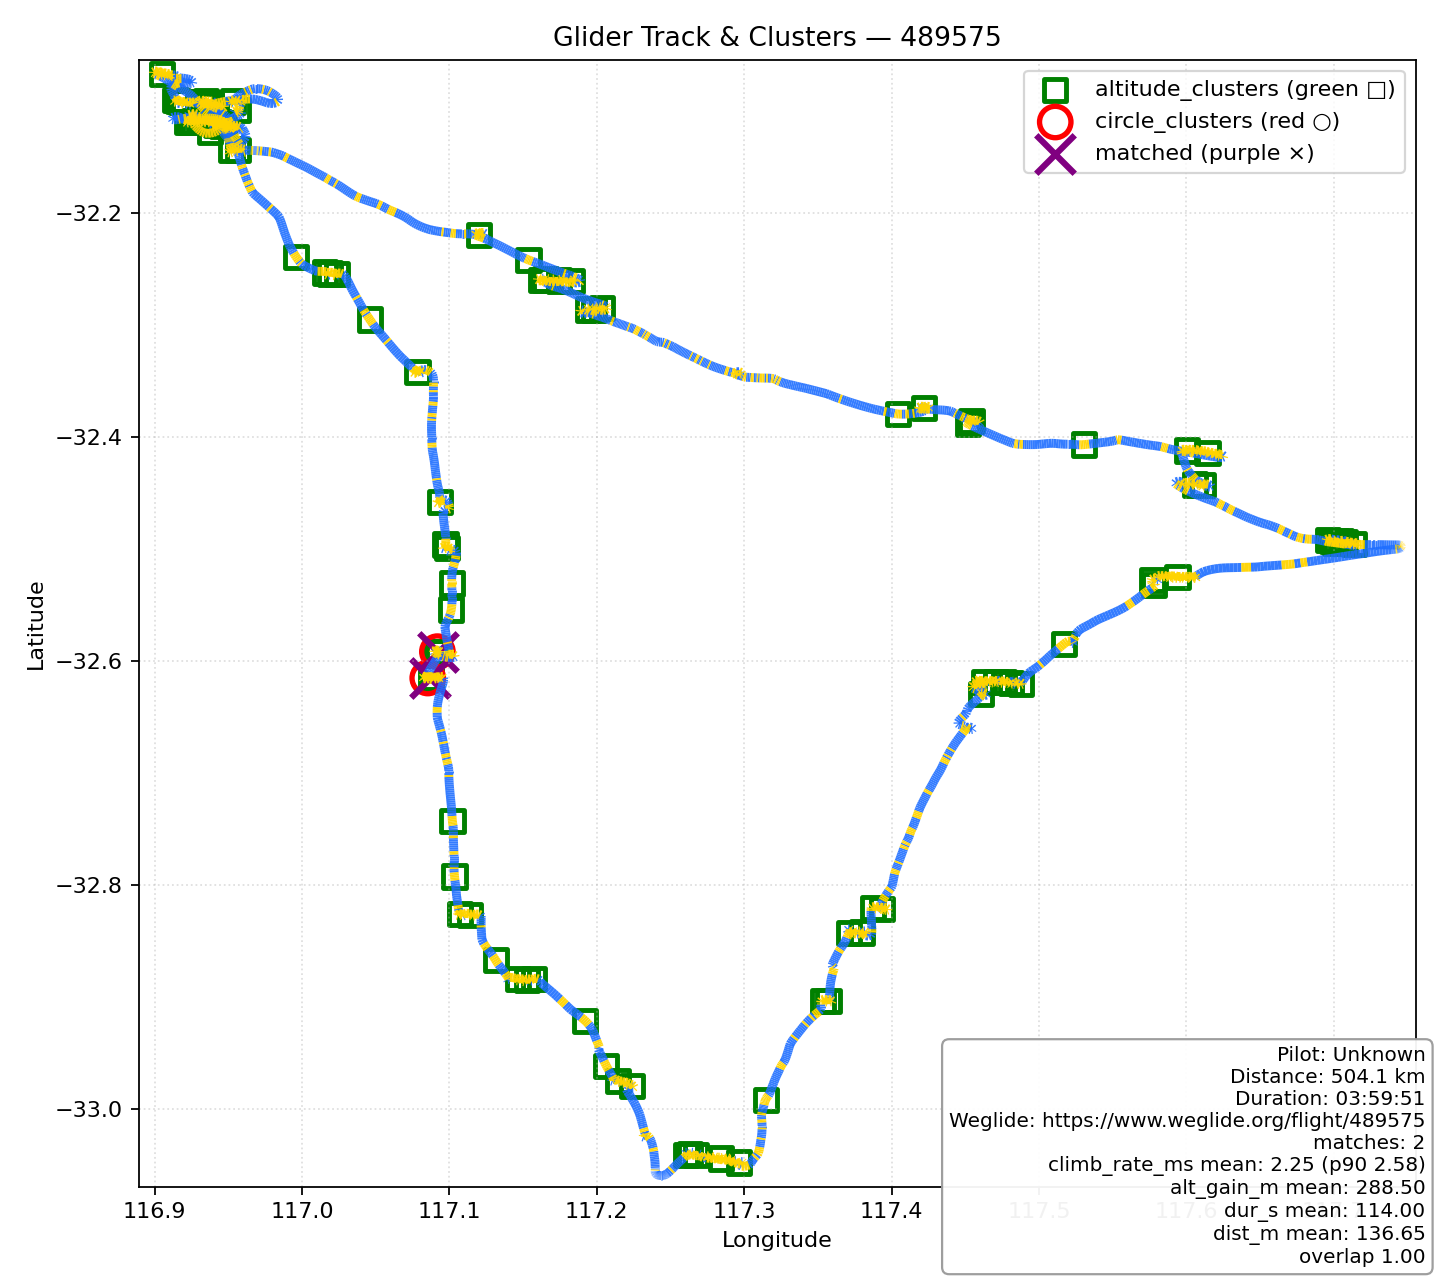 Glider Track & Clusters — 489575
altitude_clusters (green □)
circle_clusters (red ○)
matched (purple ×)
Latitude
−32.2
−32.4
−32.6
−32.8
−33.0
116.9 117.0 117.1 117.2 117.3 117.4 117.5 117.6
Longitude
Pilot: Unknown
Distance: 504.1 km
Duration: 03:59:51
Weglide: https://www.weglide.org/flight/489575
matches: 2
climb_rate_ms mean: 2.25 (p90 2.58)
alt_gain_m mean: 288.50
dur_s mean: 114.00
dist_m mean: 136.65
overlap 1.00